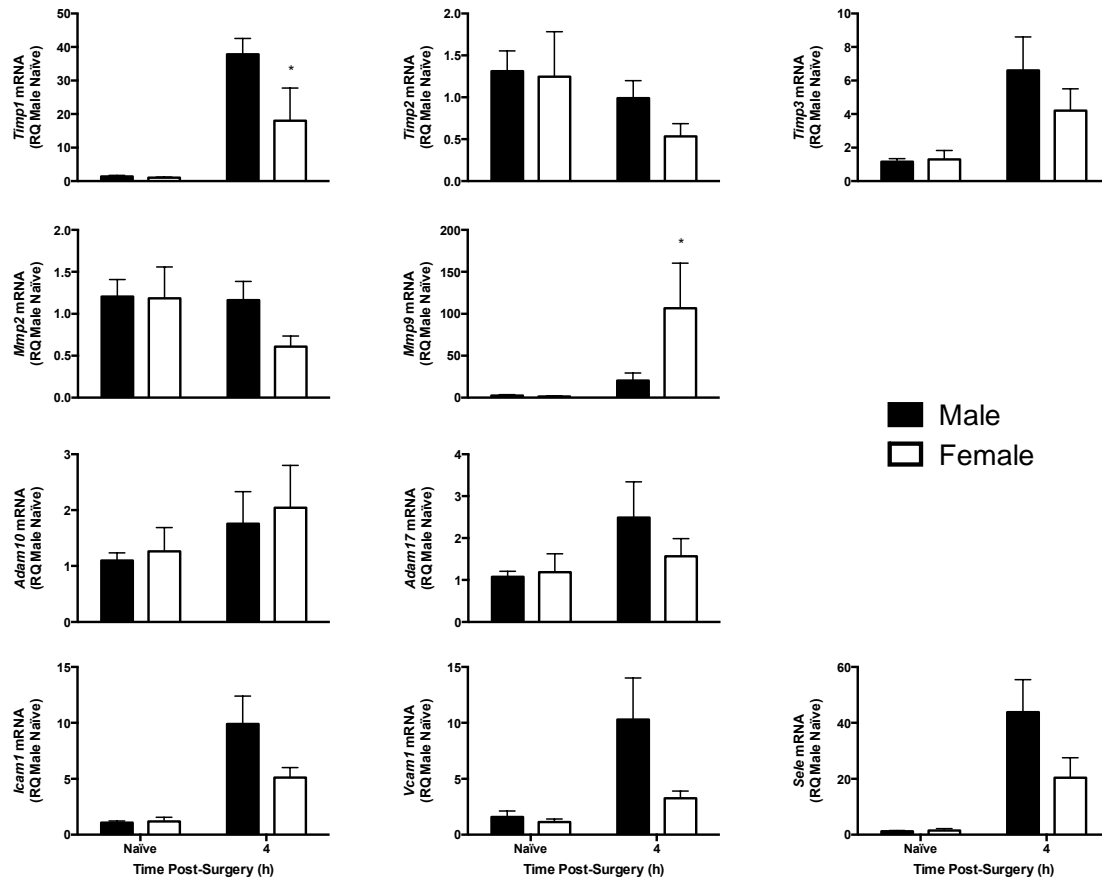 Timp1 mRNA
(RQ Male Naïve)
50
40
30
20
10
0
*
Timp2 mRNA
(RQ Male Naïve)
2.0
1.5
1.0
0.5
0.0
Timp3 mRNA
(RQ Male Naïve)
10
8
6
4
2
0
Mmp2 mRNA
(RQ Male Naïve)
2.0
1.5
1.0
0.5
0.0
Mmp9 mRNA
(RQ Male Naïve)
200
150
100
50
0
*
Male
Female
Adam10 mRNA
(RQ Male Naïve)
3
2
1
0
Adam17 mRNA
(RQ Male Naïve)
4
3
2
1
0
Icam1 mRNA
(RQ Male Naïve)
15
10
5
0
Naïve 4
Time Post-Surgery (h)
Vcam1 mRNA
(RQ Male Naïve)
15
10
5
0
Naïve 4
Time Post-Surgery (h)
Sele mRNA
(RQ Male Naïve)
60
40
20
0
Naïve 4
Time Post-Surgery (h)